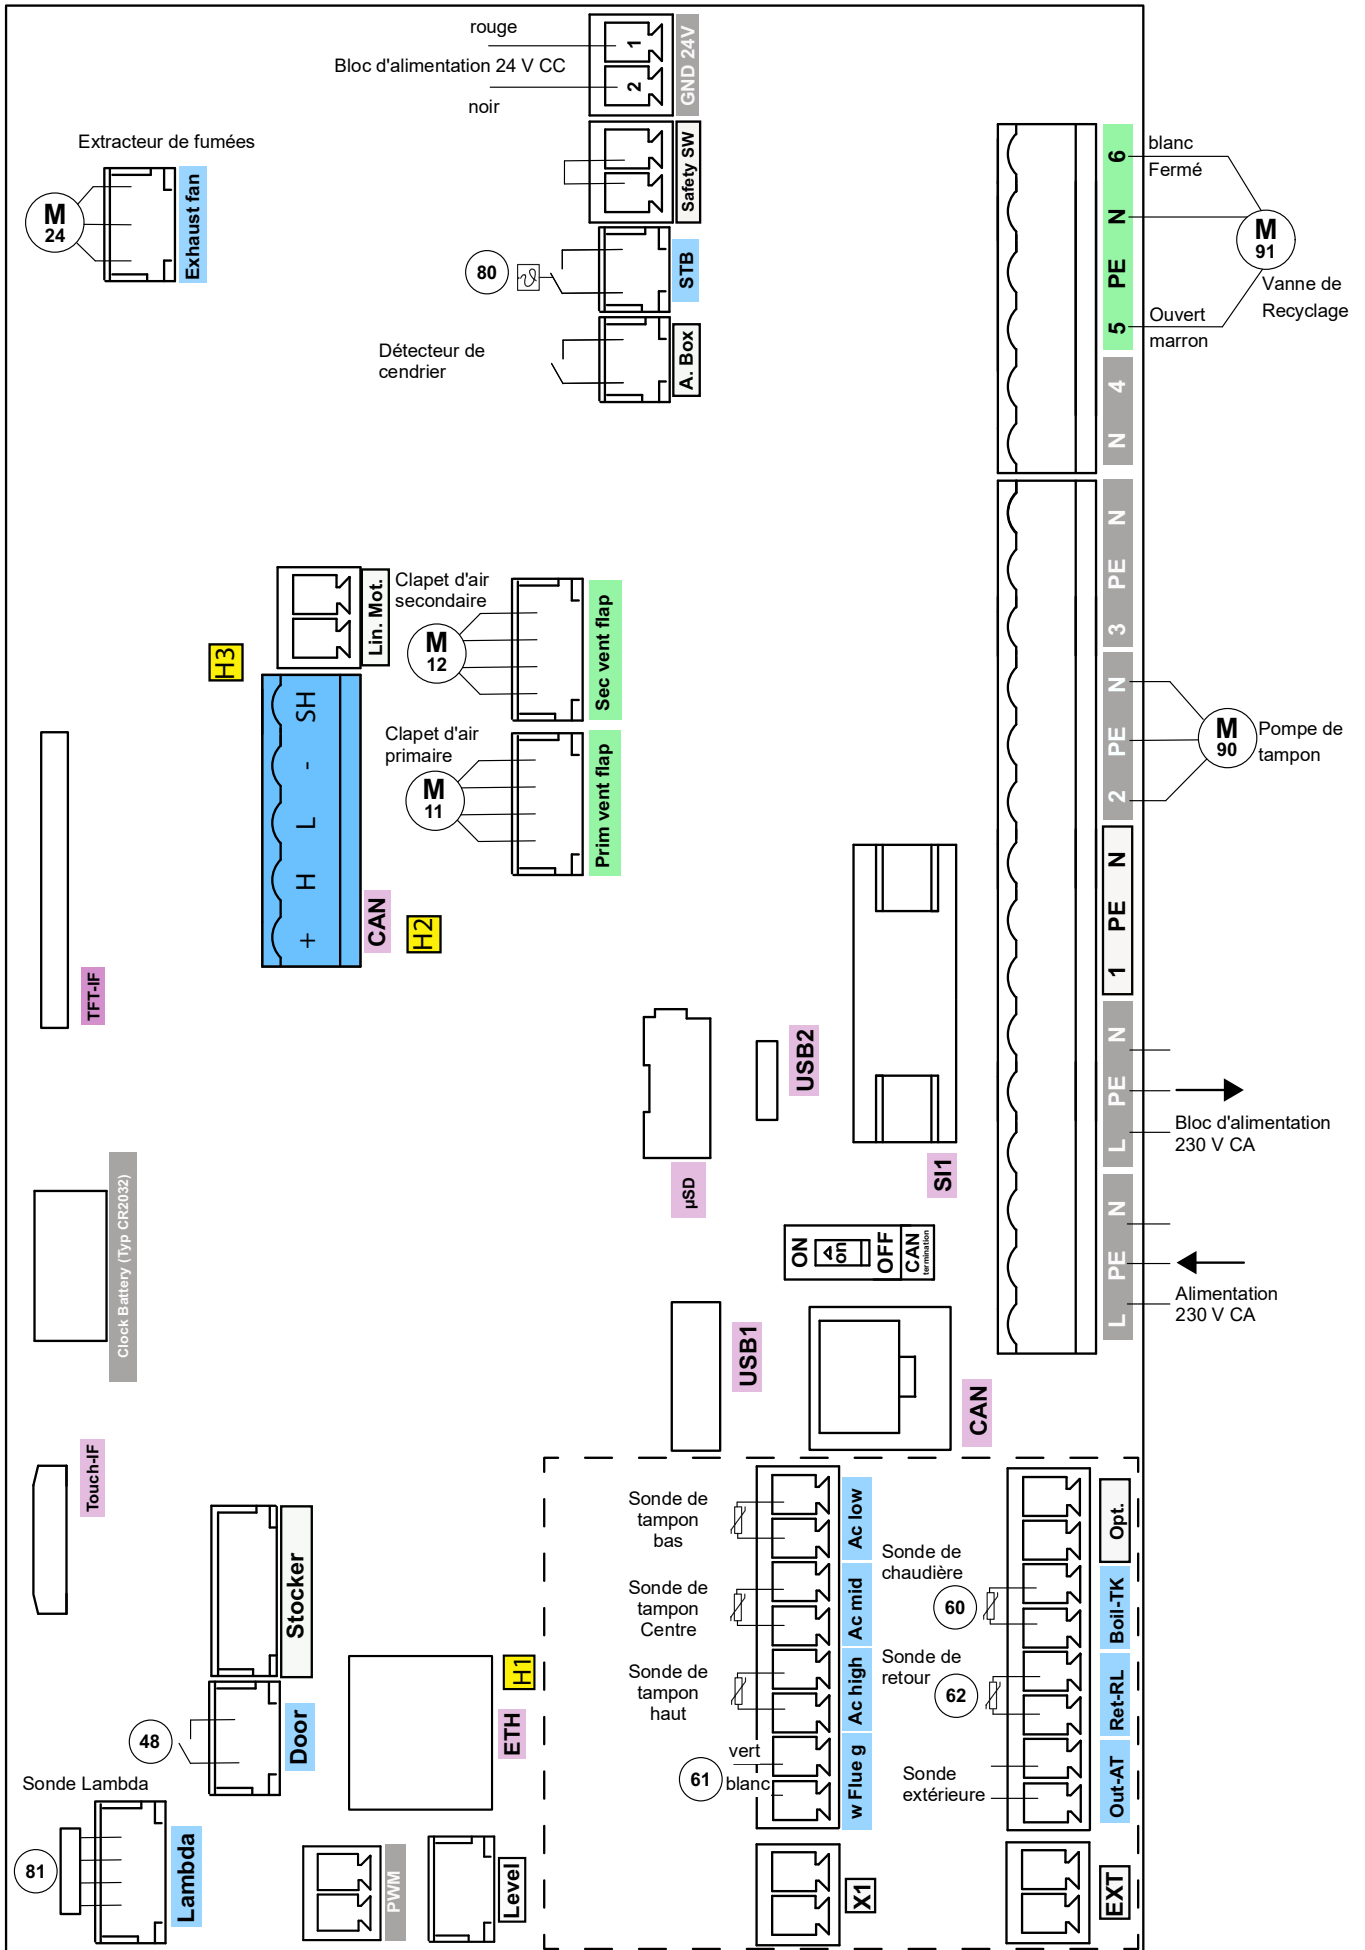 rouge
Bloc d'alimentation 24 V CC
noir
1
2
GND 24V
Safety SW
Extracteur de fumées
M
24
Exhaust fan
80
STB
Détecteur de
cendrier
A. Box
6
N
PE
5
4
N
blanc
Fermé
M
91
Vanne de
Recyclage
Ouvert
marron
N
PE
3
N
PE
2
M
90
Pompe de
tampon
N
PE
1
N
PE
L
Bloc d'alimentation
230 V CA
N
PE
L
Alimentation
230 V CA
Lin. Mot.
H3
Clapet d'air
secondaire
M
12
Sec vent flap
Clapet d'air
primaire
M
11
Prim vent flap
SH
-
L
H
+
CAN
H2
TFT-IF
USB2
µSD
SI1
Clock Battery (Typ CR2032)
ON
on
OFF
CAN
termination
USB1
CAN
Touch-IF
Stocker
48
Door
H1
ETH
Sonde Lambda
81
Lambda
PWM
Level
Sonde de
tampon
bas
Ac low
Sonde de
tampon
Centre
Ac mid
Sonde de
tampon
haut
Ac high
61
vert
blanc
w Flue g
X1
Opt.
Sonde de
chaudière
60
Boil-TK
Sonde de
retour
62
Ret-RL
Sonde
extérieure
Out-AT
EXT